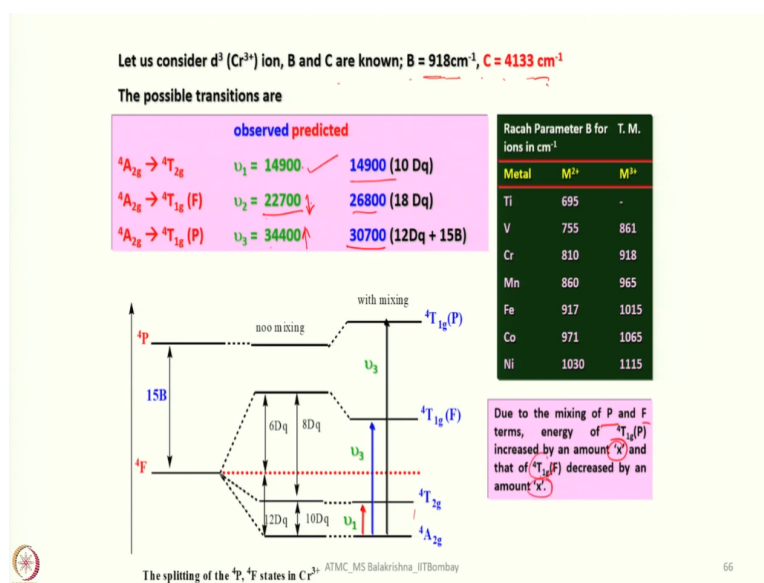 Let us consider d³ (Cr³⁺) ion, B and C are known; B = 918cm⁻¹, C = 4133 cm⁻¹
The possible transitions are
observed predicted
⁴A₂g → ⁴T₂g υ₁ = 14900 14900 (10 Dq)
⁴A₂g → ⁴T₁g (F) υ₂ = 22700 26800 (18 Dq)
⁴A₂g → ⁴T₁g (P) υ₃ = 34400 30700 (12Dq + 15B)
Racah Parameter B for T. M.
ions in cm⁻¹
Metal M²⁺ M³⁺
Ti 695 -
V 755 861
Cr 810 918
Mn 860 965
Fe 917 1015
Co 971 1065
Ni 1030 1115
with mixing
⁴T₁g(P)
⁴P
noo mixing
υ₃
15B
⁴T₁g(F)
6Dq 8Dq
υ₃
⁴F
⁴T₂g
12Dq 10Dq υ₁
⁴A₂g
Due to the mixing of P and F
terms, energy of ⁴T₁g(P)
increased by an amount 'x' and
that of ⁴T₁g(F) decreased by an
amount 'x'.
The splitting of the ⁴P, ⁴F states in Cr³⁺
ATMC_MS Balakrishna_IITBombay
66